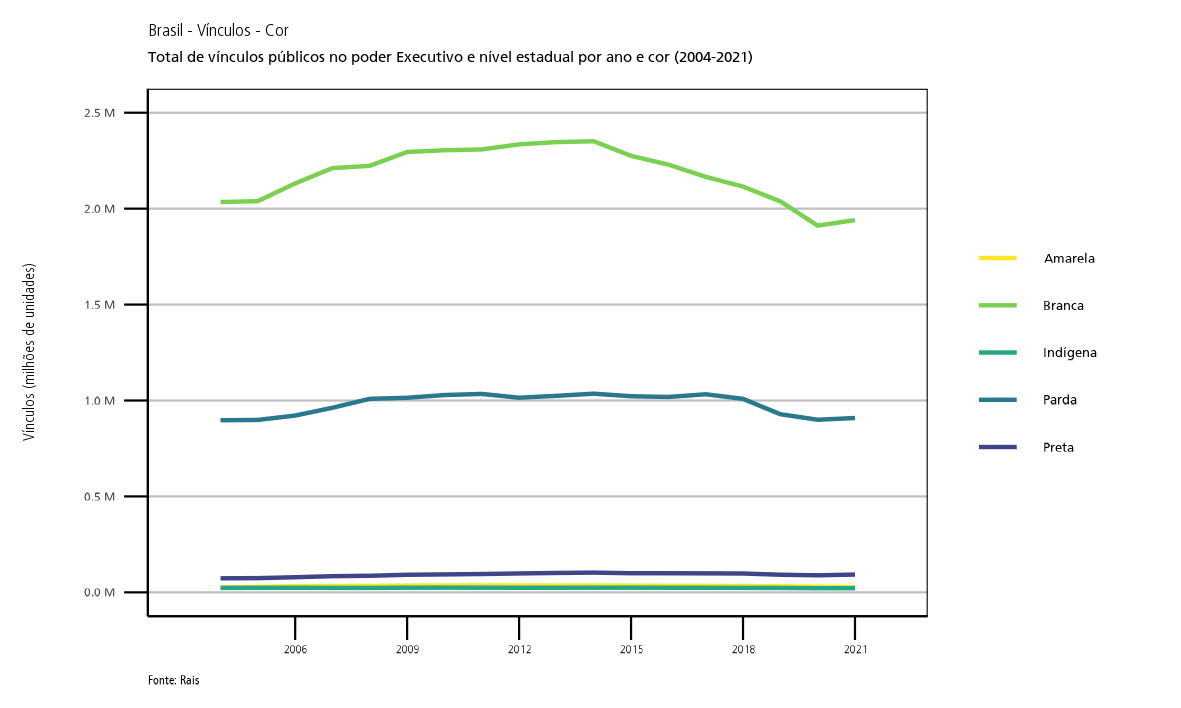 Brasil - Vínculos - Cor
Total de vínculos públicos no poder Executivo e nível estadual por ano e cor (2004-2021)
Vínculos (milhões de unidades)
2.5 M
2.0 M
1.5 M
1.0 M
0.5 M
0.0 M
2006
2009
2012
2015
2018
2021
Amarela
Branca
Indígena
Parda
Preta
Fonte: Rais